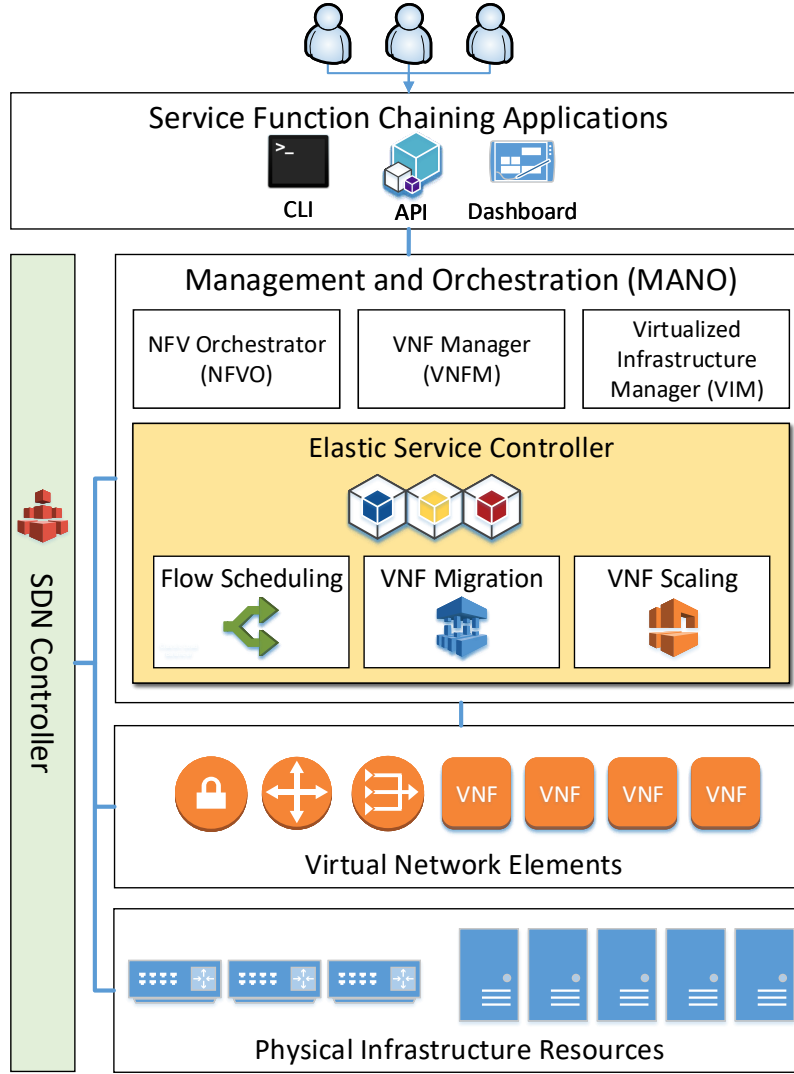 Service Function Chaining Applications
>_
CLI
API
Dashboard
SDN Controller
Management and Orchestration (MANO)
NFV Orchestrator
(NFVO)
VNF Manager
(VNFM)
Virtualized
Infrastructure
Manager (VIM)
Elastic Service Controller
Flow Scheduling
VNF Migration
VNF Scaling
VNF
VNF
VNF
VNF
Virtual Network Elements
Physical Infrastructure Resources